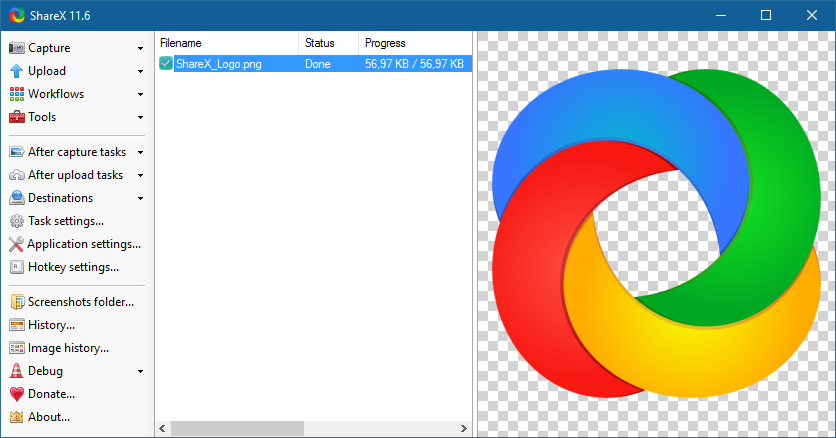 ShareX 11.6
Capture
Upload
Workflows
Tools
After capture tasks
After upload tasks
Destinations
Task settings...
Application settings...
Hotkey settings...
Screenshots folder...
History...
Image history...
Debug
Donate...
About...
Filename Status Progress
ShareX_Logo.png Done 56,97 KB / 56,97 KB